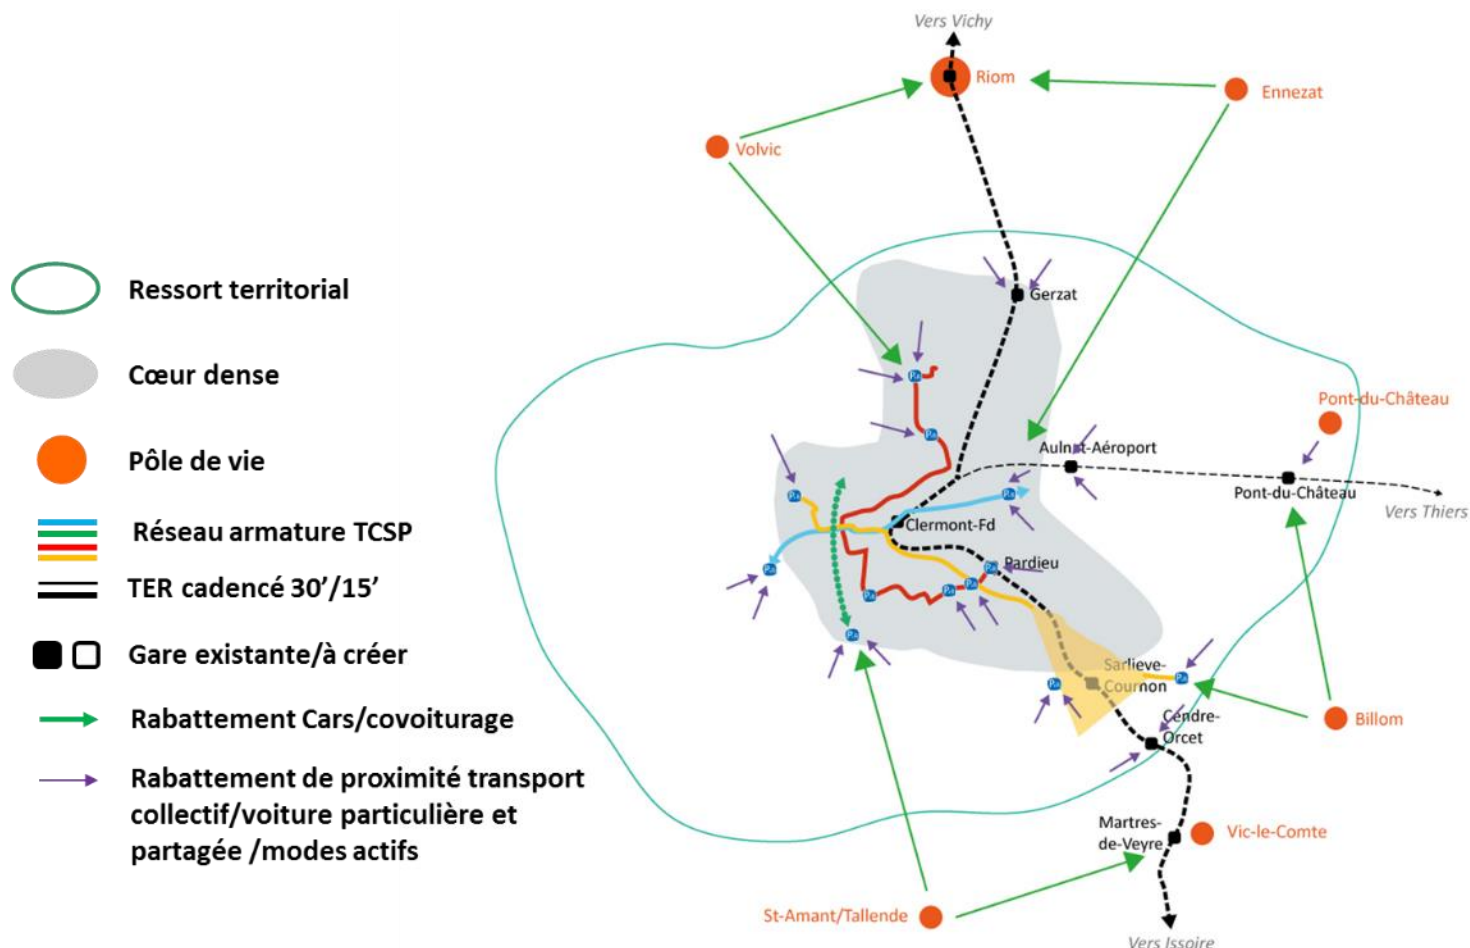 Vers Vichy
Riom
Ennezat
Volvic
Gerzat
Pont-du-Château
Aulnat-Aéroport
Pont-du-Château
Vers Thiers
Clermont-Fd
Pardieu
Sarlieve-
Cournon
Cendre-
Orcet
Billom
Martres-
de-Veyre
Vic-le-Comte
St-Amant/Tallende
Vers Issoire
Ressort territorial
Cœur dense
Pôle de vie
Réseau armature TCSP
TER cadencé 30’/15’
Gare existante/à créer
Rabattement Cars/covoiturage
Rabattement de proximité transport
collectif/voiture particulière et
partagée /modes actifs